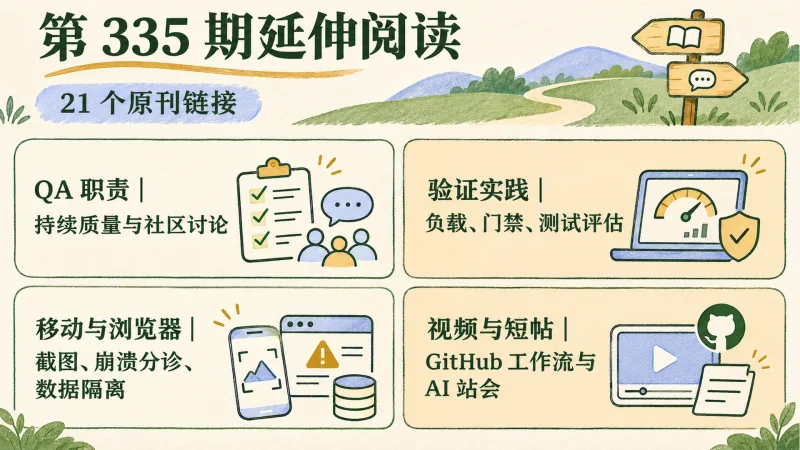 第 335 期延伸阅读
21 个原刊链接
QA 职责 |
持续质量与社区讨论
验证实践 |
负载、门禁、测试评估
移动与浏览器 |
截图、崩溃分诊、
数据隔离
视频与短帖 |
GitHub 工作流与
AI 站会